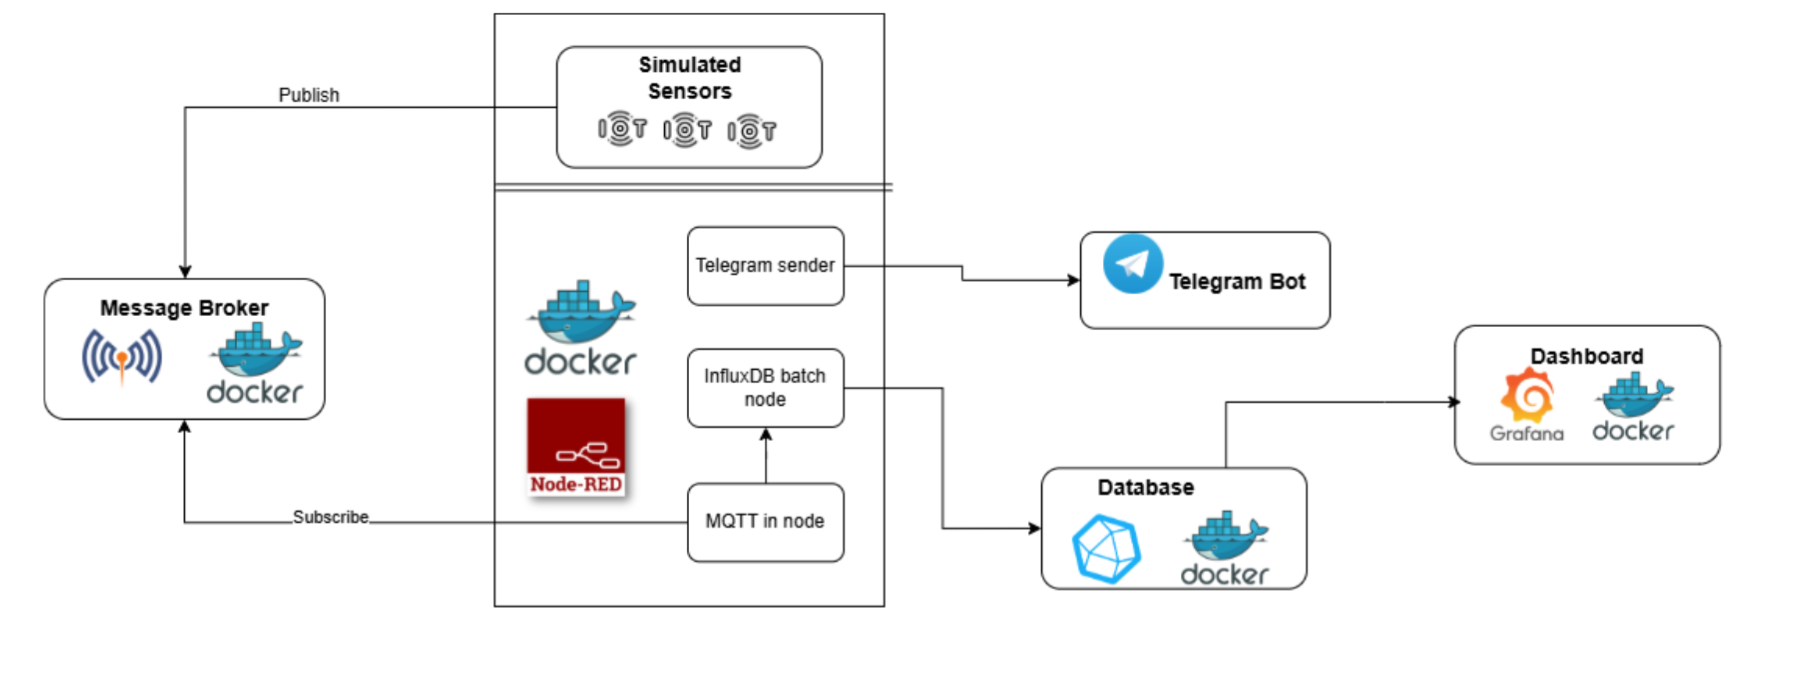 Simulated
Sensors
IOT IOT IOT
Publish
Telegram sender
Telegram Bot
Message Broker
docker
docker
InfluxDB batch
node
Dashboard
Grafana
docker
Node-RED
Database
Subscribe
MQTT in node
docker